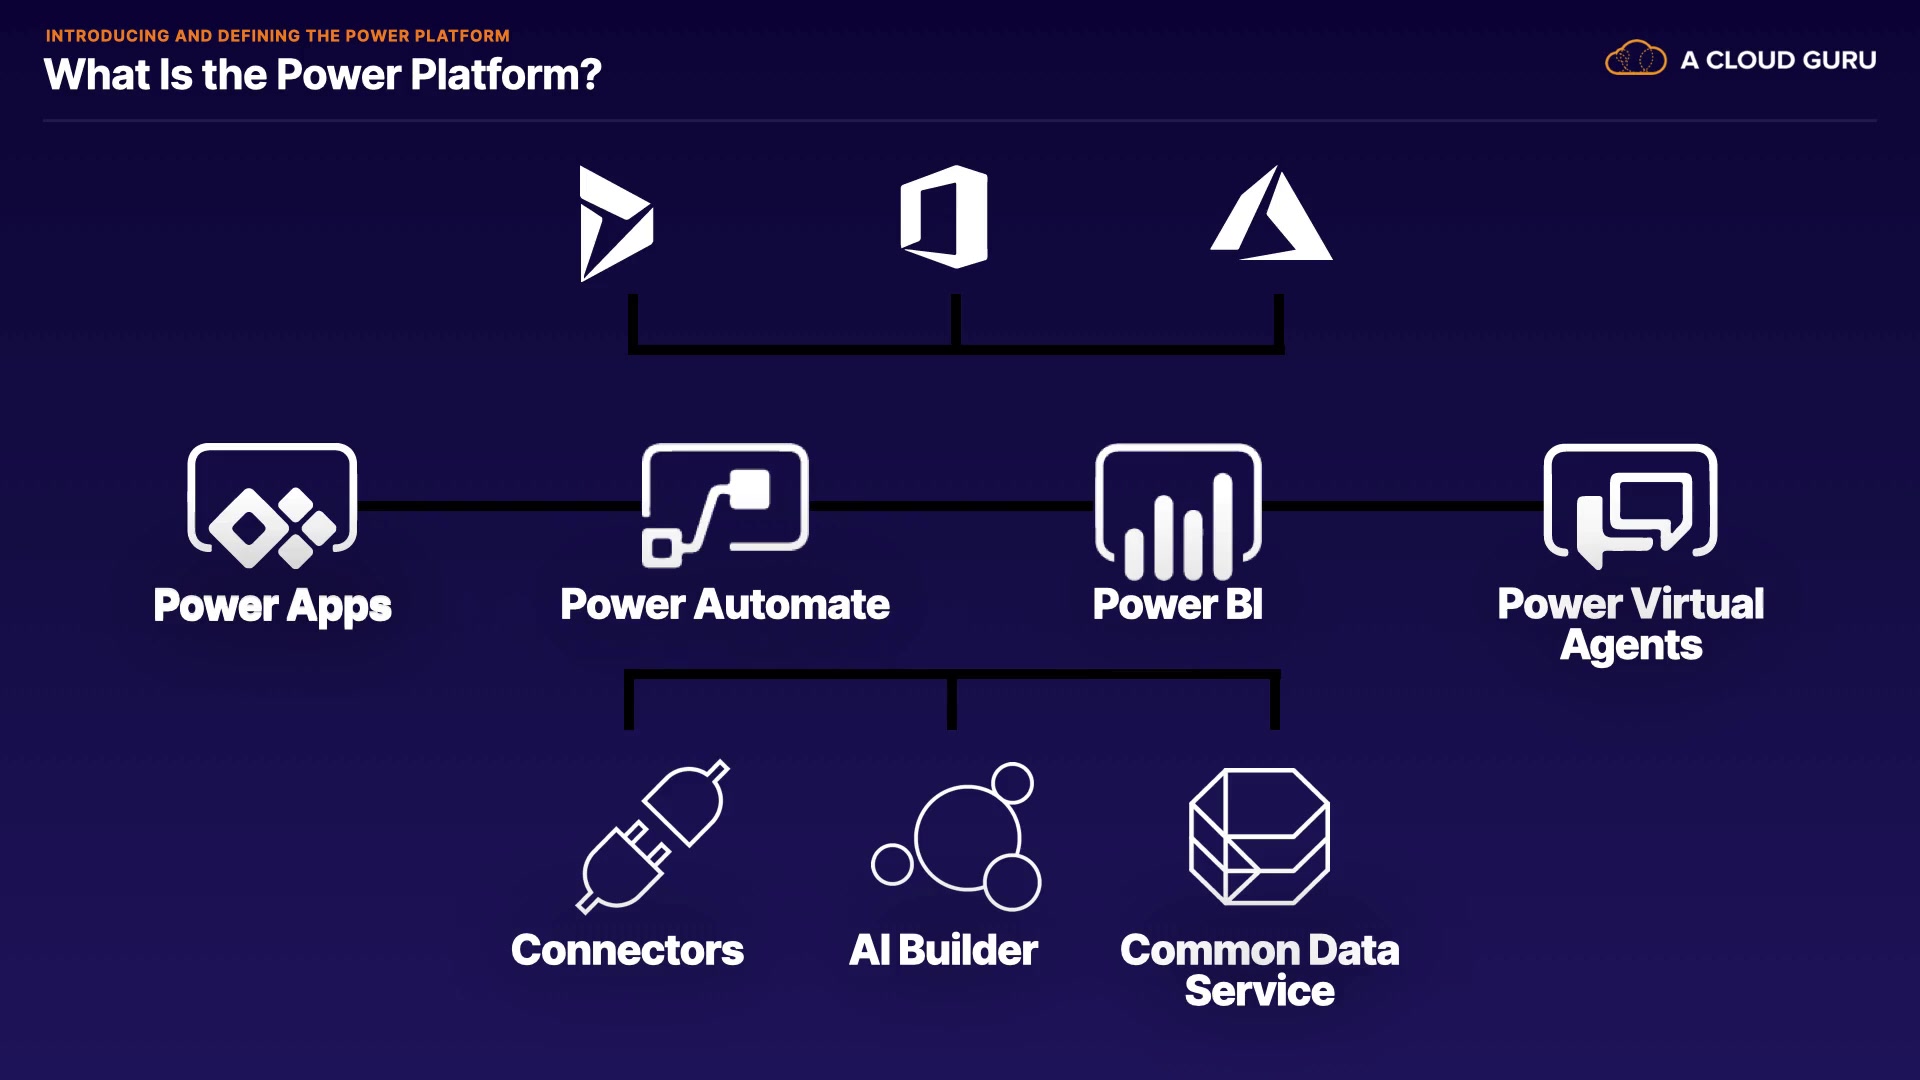 INTRODUCING AND DEFINING THE POWER PLATFORM
What Is the Power Platform?
A CLOUD GURU
Power Apps
Power Automate
Power BI
Power Virtual
Agents
Connectors
AI Builder
Common Data
Service